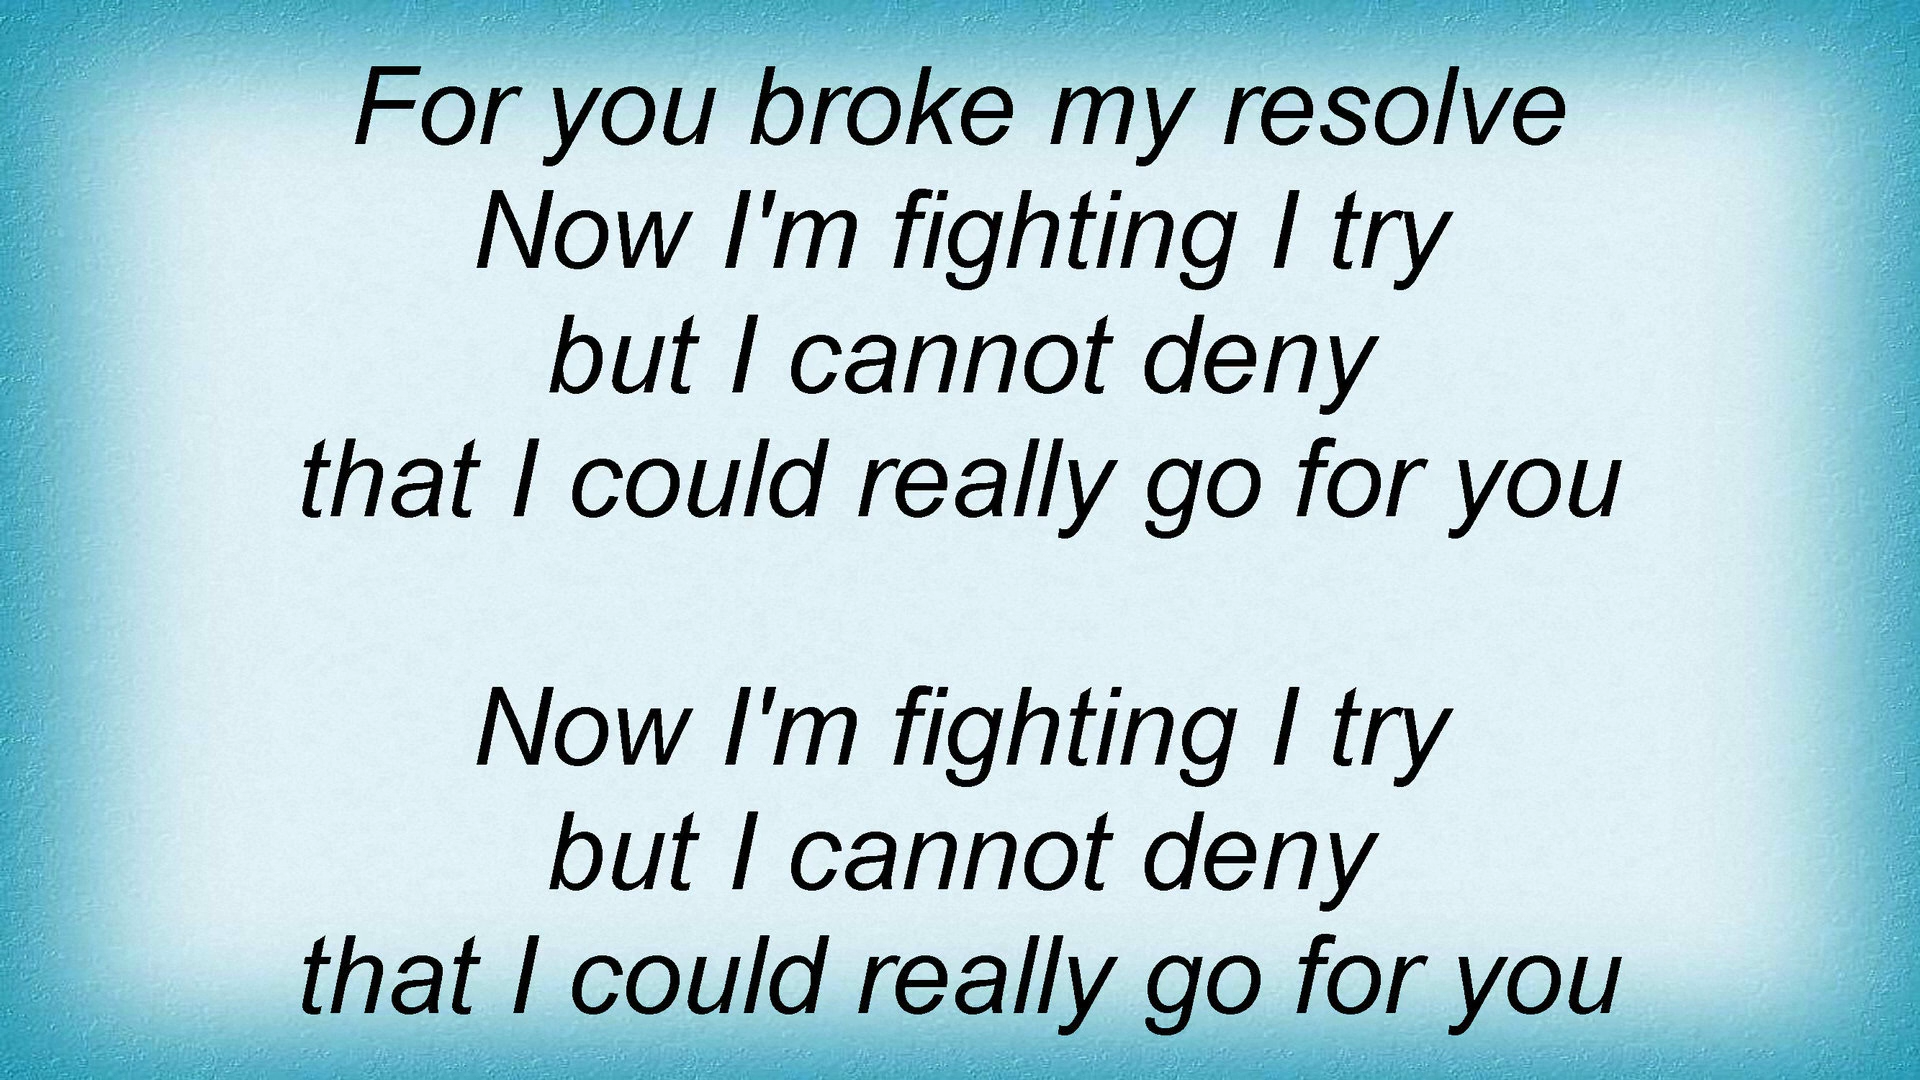 For you broke my resolve
Now I'm fighting I try
but I cannot deny
that I could really go for you
Now I'm fighting I try
but I cannot deny
that I could really go for you